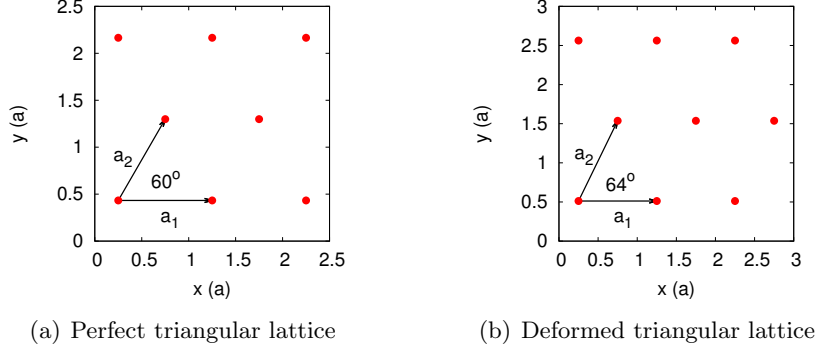 2.5
2
1.5
1
0.5
0
y (a)
a2
60o
a1
0 0.5 1 1.5 2 2.5
x (a)
(a) Perfect triangular lattice
3
2.5
2
1.5
1
0.5
0
y (a)
a2
64o
a1
0 0.5 1 1.5 2 2.5 3
x (a)
(b) Deformed triangular lattice